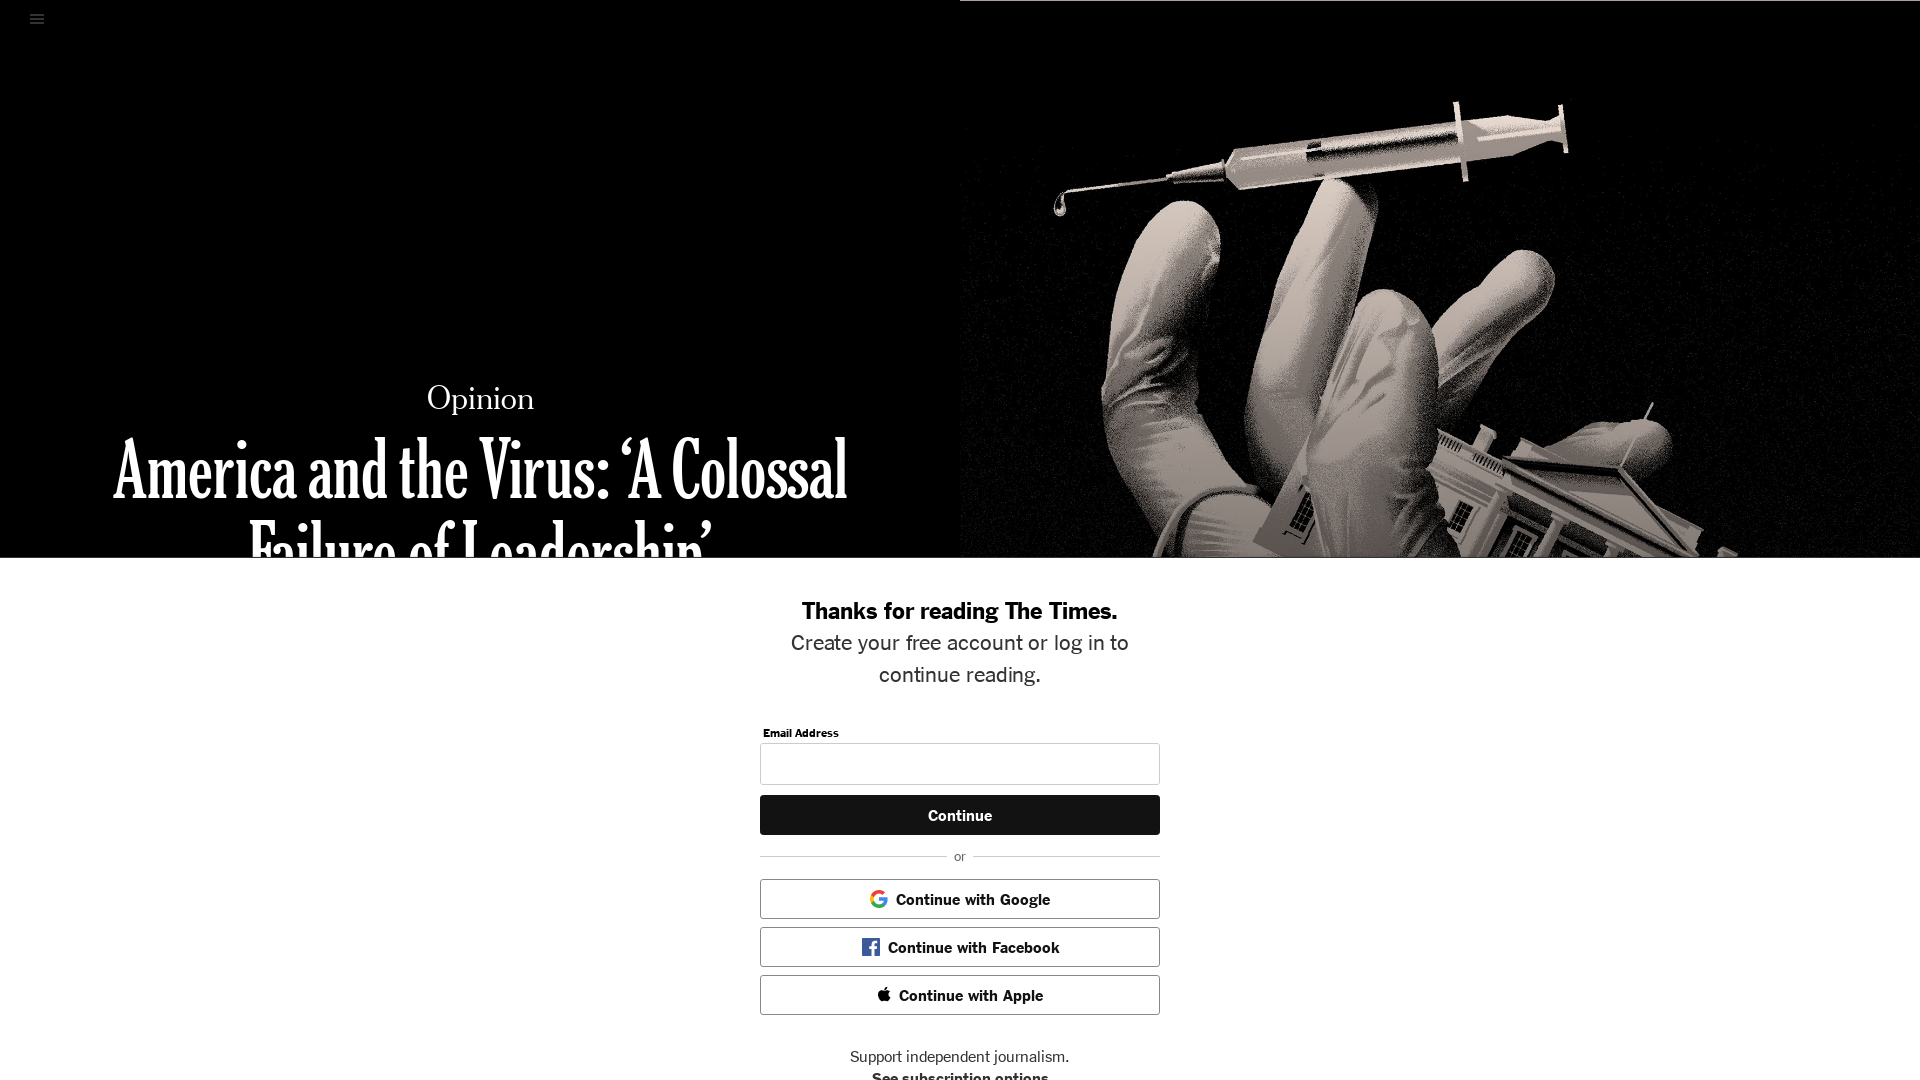 Opinion
America and the Virus: ‘A Colossal
Failure of Leadership’
Thanks for reading The Times.
Create your free account or log in to
continue reading.
Email Address
Continue
or
Continue with Google
Continue with Facebook
Continue with Apple
Support independent journalism.
See subscription options